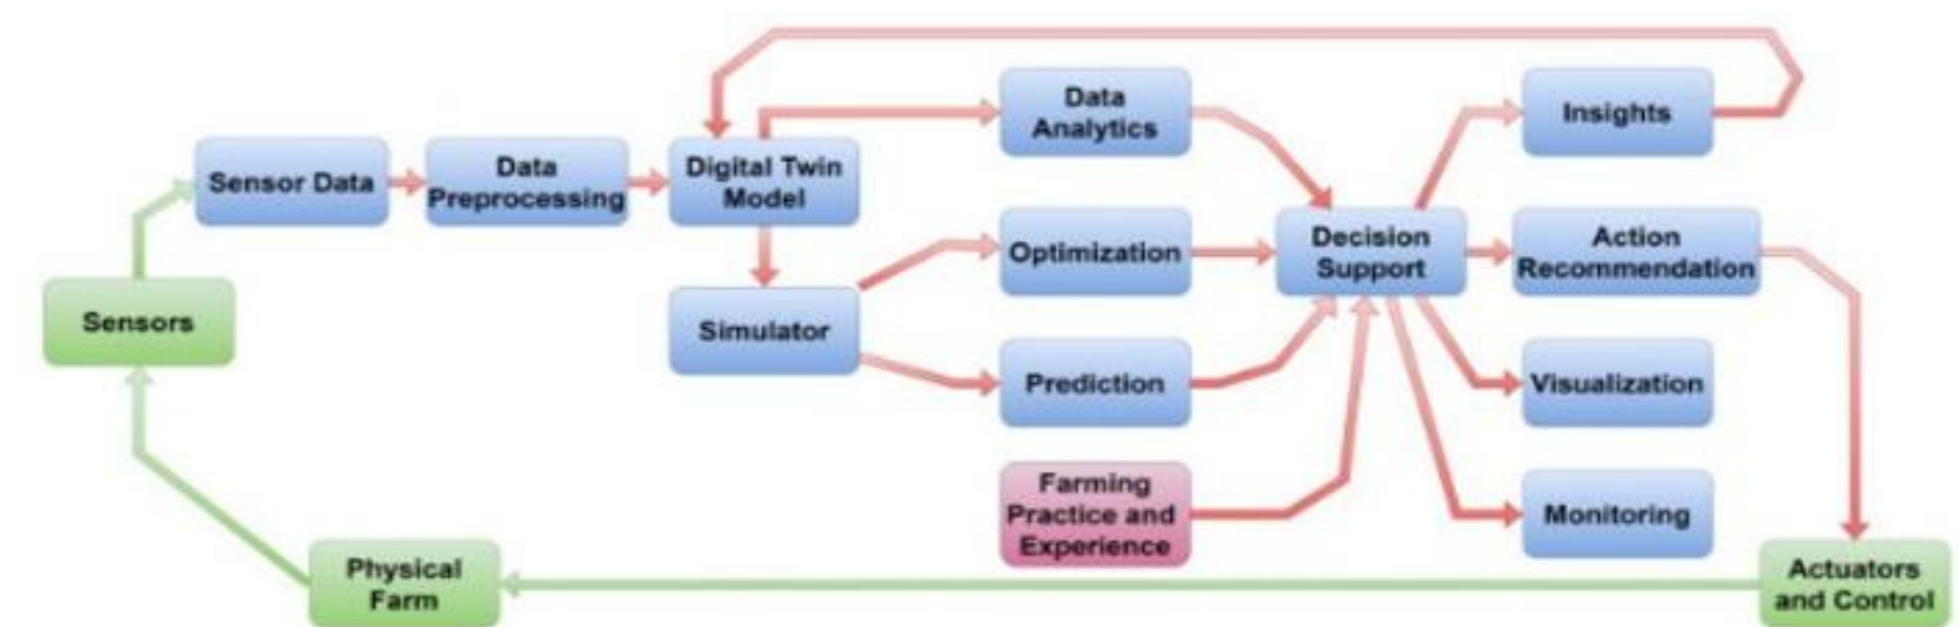 Data
Analytics
Insights
Sensor Data
Data
Preprocessing
Digital Twin
Model
Optimization
Decision
Support
Action
Recommendation
Sensors
Simulator
Prediction
Visualization
Farming
Practice and
Experience
Monitoring
Physical
Farm
Actuators
and Control